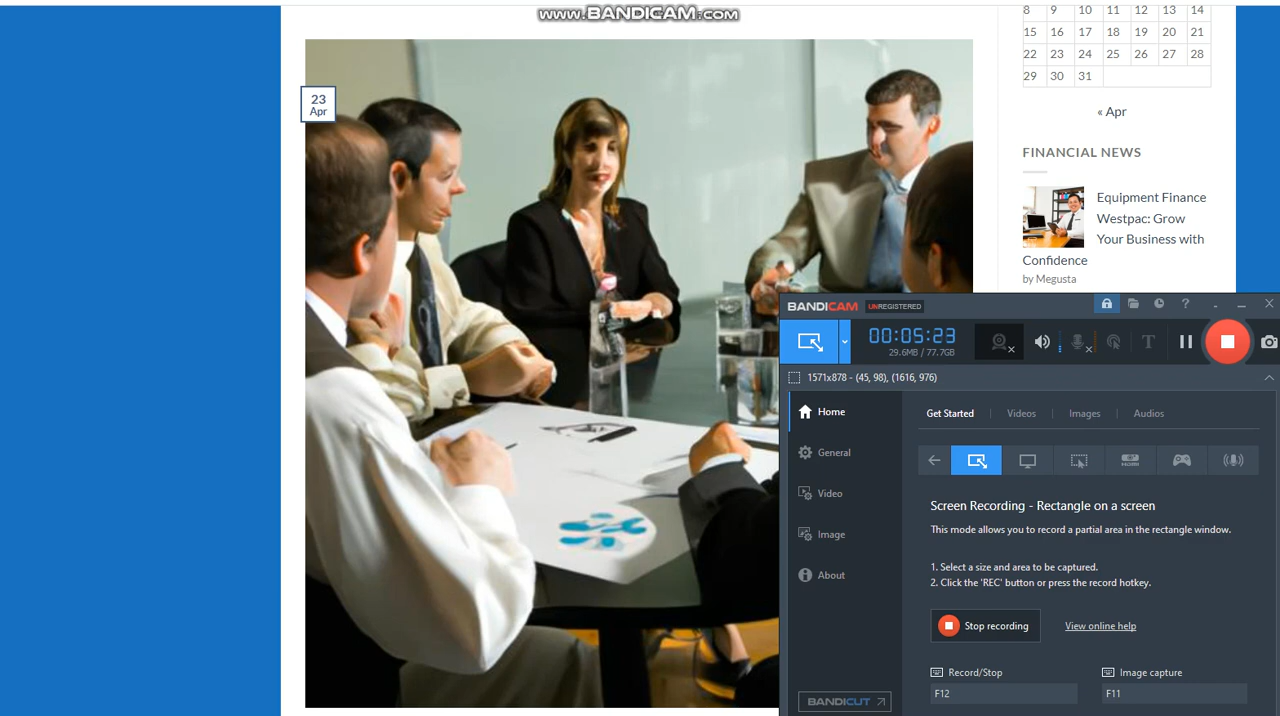 www.BANDICAM.com
8 9 10 11 12 13 14
15 16 17 18 19 20 21
22 23 24 25 26 27 28
29 30 31
« Apr
23
Apr
FINANCIAL NEWS
Equipment Finance
Westpac: Grow
Your Business with
Confidence
by Megusta
BANDICAM UNREGISTERED
00:05:23
29.6MB / 77.7GB
1571x878 - (45, 98), (1616, 976)
Home
General
Video
Image
About
BANDICUT
Get Started Videos Images Audios
HDMI
Screen Recording - Rectangle on a screen
This mode allows you to record a partial area in the rectangle window.
1. Select a size and area to be captured.
2. Click the 'REC' button or press the record hotkey.
Stop recording View online help
Record/Stop Image capture
F12 F11